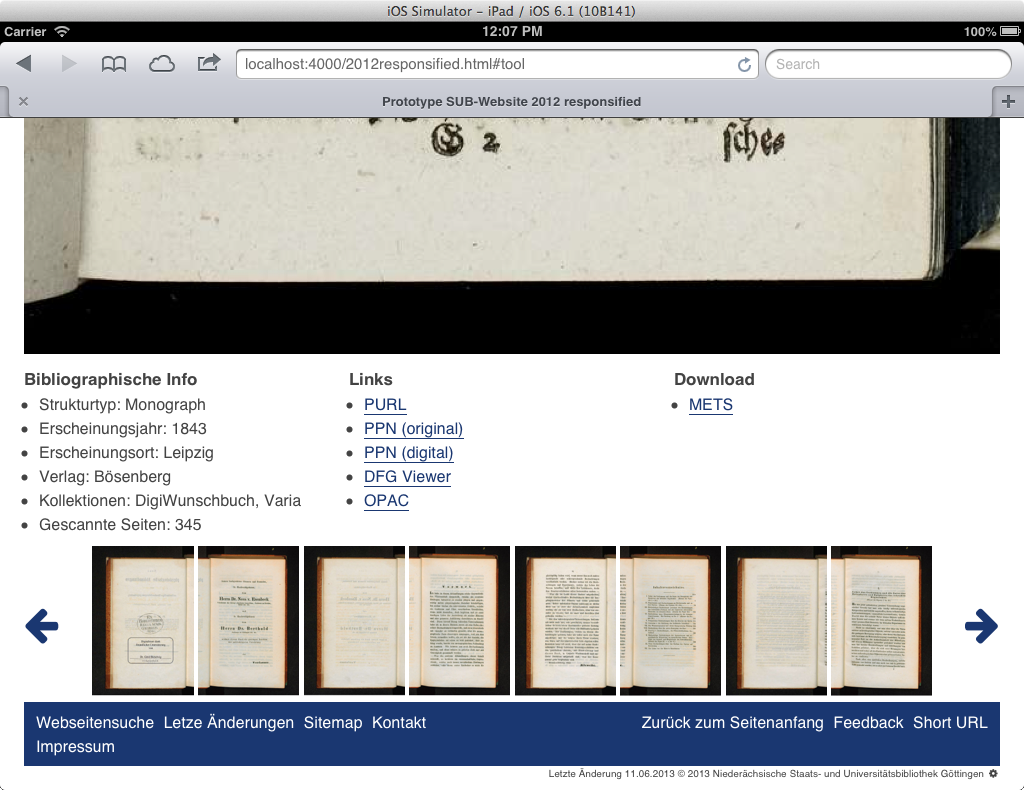 iOS Simulator – iPad / iOS 6.1 (10B141)
Carrier 12:07 PM 100%
localhost:4000/2012responsified.html#tool Search
Prototype SUB-Website 2012 responsified
G 2 ſches
Bibliographische Info
Strukturtyp: Monograph
Erscheinungsjahr: 1843
Erscheinungsort: Leipzig
Verlag: Bösenberg
Kollektionen: DigiWunschbuch, Varia
Gescannte Seiten: 345
Links
PURL
PPN (original)
PPN (digital)
DFG Viewer
OPAC
Download
METS
Webseitensuche Letze Änderungen Sitemap Kontakt
Impressum
Zurück zum Seitenanfang Feedback Short URL
Letzte Änderung 11.06.2013 © 2013 Niederächsische Staats- und Universitätsbibliothek Göttingen